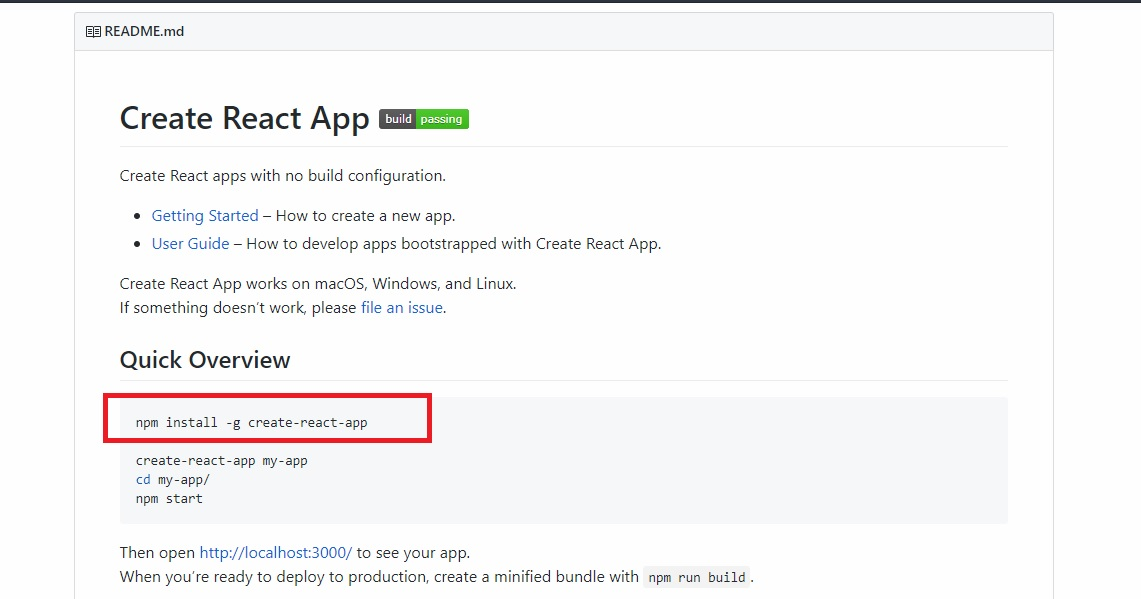 README.md
Create React App build passing
Create React apps with no build configuration.
• Getting Started – How to create a new app.
• User Guide – How to develop apps bootstrapped with Create React App.
Create React App works on macOS, Windows, and Linux.
If something doesn’t work, please file an issue.
Quick Overview
npm install -g create-react-app
create-react-app my-app
cd my-app/
npm start
Then open http://localhost:3000/ to see your app.
When you’re ready to deploy to production, create a minified bundle with npm run build.